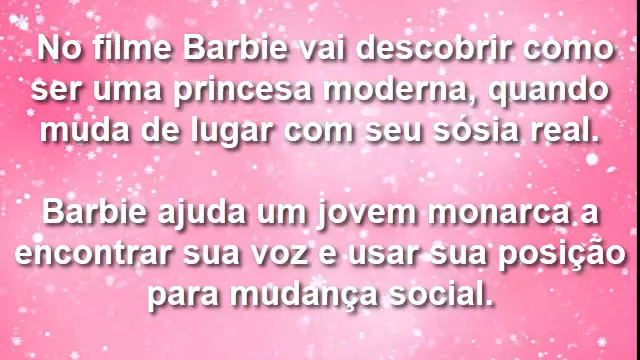 No filme Barbie vai descobrir como
ser uma princesa moderna, quando
muda de lugar com seu sósia real.
Barbie ajuda um jovem monarca a
encontrar sua voz e usar sua posição
para mudança social.